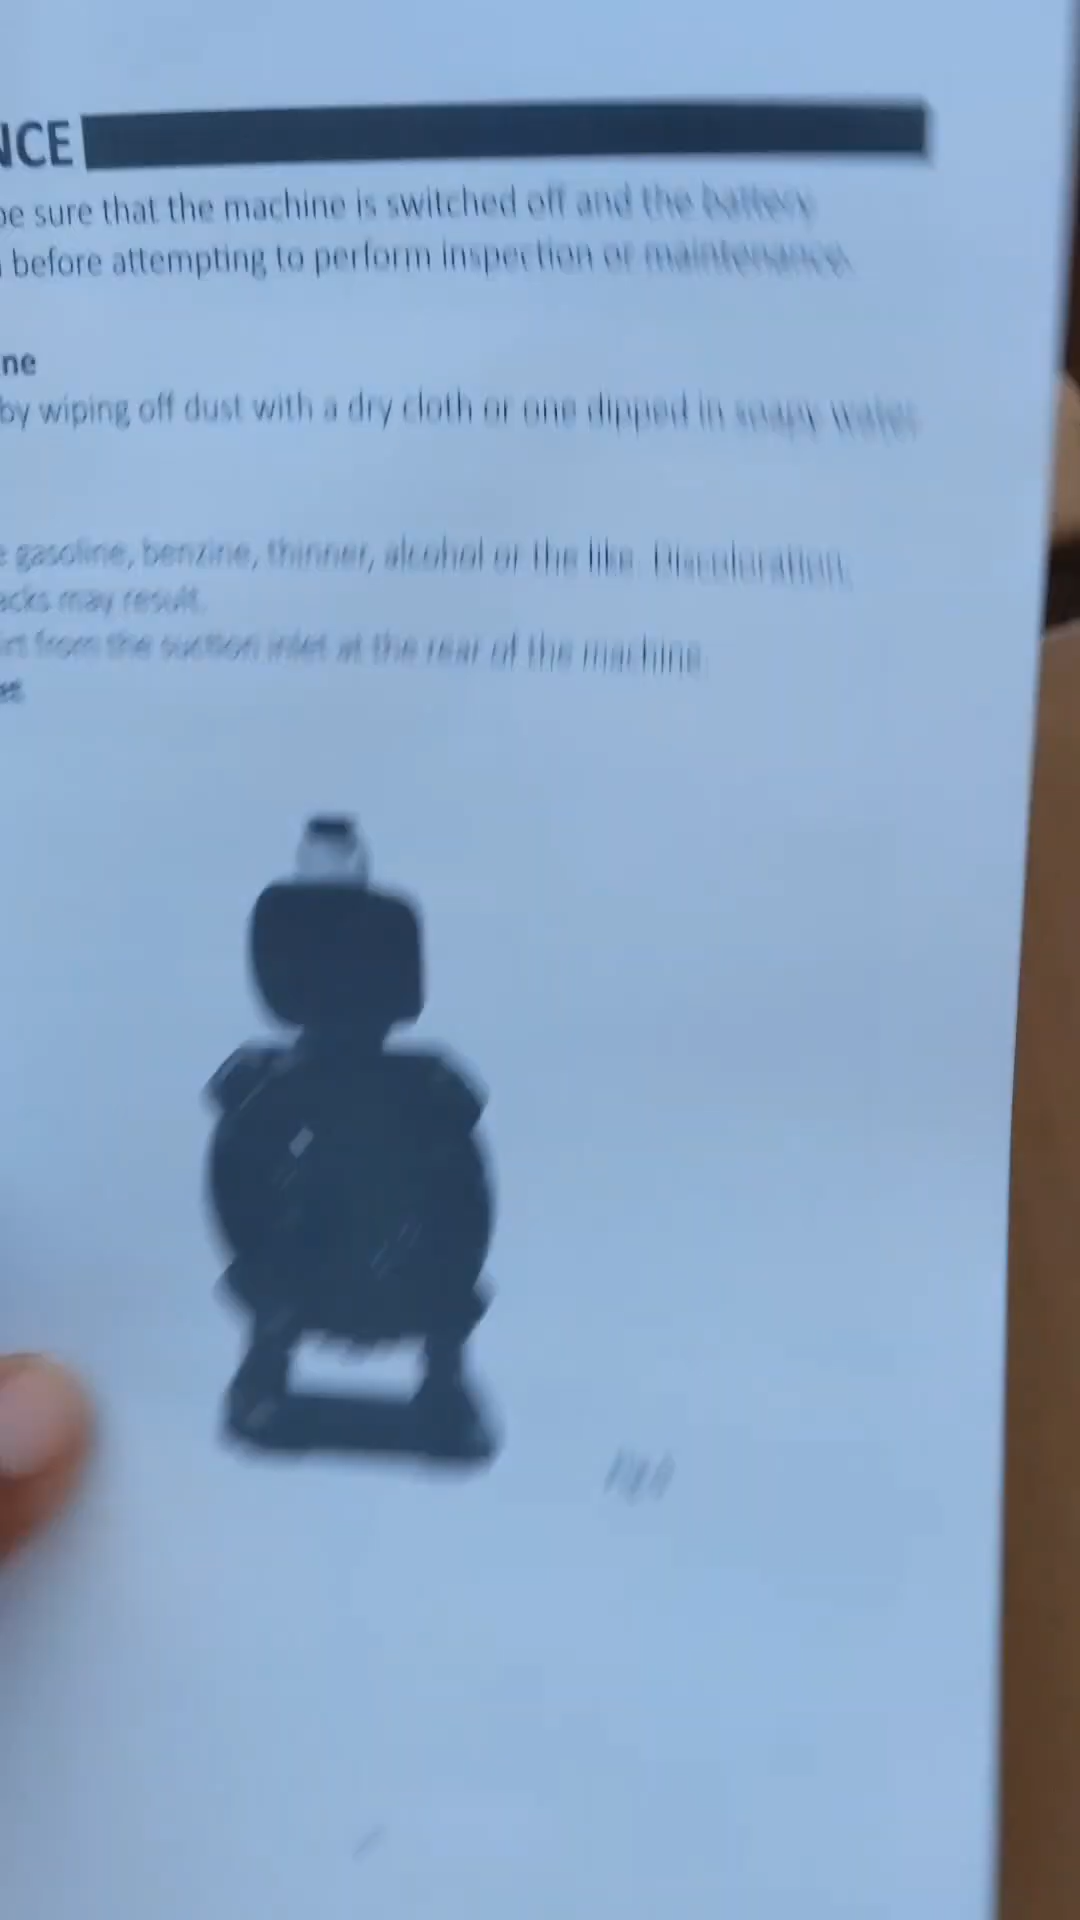 NCE
be sure that the machine is switched off and the battery
before attempting to perform inspection or maintenance.
ne
by wiping off dust with a dry cloth or one dipped in soapy water
gasoline, benzine, thinner, alcohol or the like. Discoloration,
acks may result.
from the suction inlet at the rear of the machine.